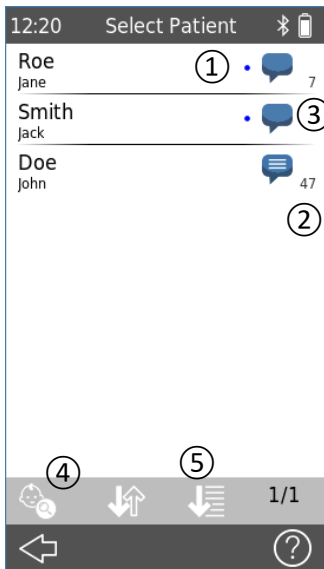 12:20 Select Patient
Roe ①
Jane 7
Smith ③
Jack
Doe
John 47
②
④ ⑤
1/1
?